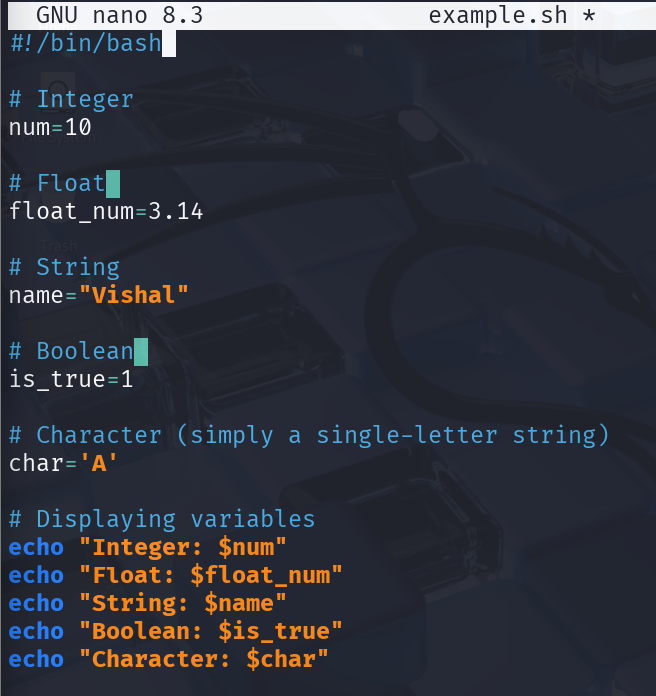 GNU nano 8.3 example.sh *
#!/bin/bash
# Integer
num=10
# Float
float_num=3.14
Trash
# String
name="Vishal"
# Boolean
is_true=1
# Character (simply a single-letter string)
char='A'
# Displaying variables
echo "Integer: $num"
echo "Float: $float_num"
echo "String: $name"
echo "Boolean: $is_true"
echo "Character: $char"